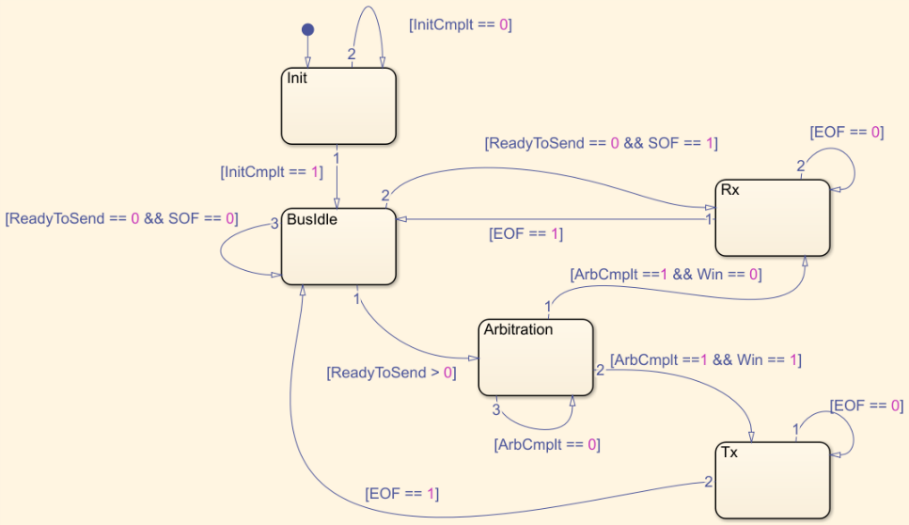 [InitCmplt == 0]
2
Init
1
[InitCmplt == 1]
[ReadyToSend == 0 && SOF == 1]
[EOF == 0]
2
Rx
2
[ReadyToSend == 0 && SOF == 0]
3
BusIdle
1
[EOF == 1]
[ArbCmplt ==1 && Win == 0]
1
1
Arbitration
[ReadyToSend > 0]
2
[ArbCmplt ==1 && Win == 1]
3
[ArbCmplt == 0]
[EOF == 0]
1
Tx
2
[EOF == 1]